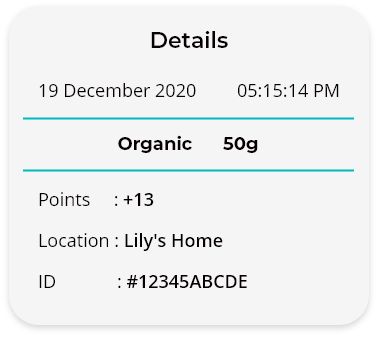 Details
19 December 2020 05:15:14 PM
Organic 50g
Points : +13
Location : Lily's Home
ID : #12345ABCDE